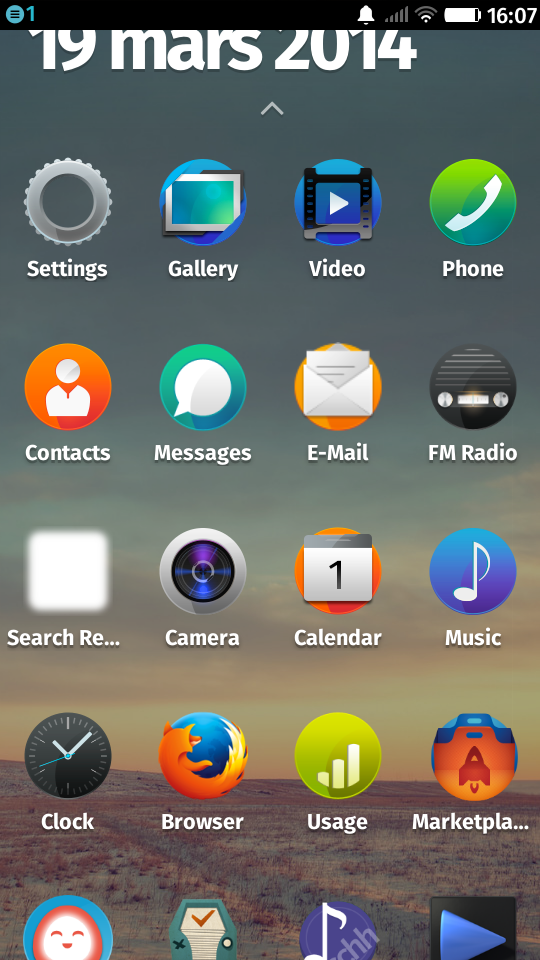 1 16:07
19 mars 2014
Settings Gallery Video Phone
Contacts Messages E-Mail FM Radio
Search Re... Camera Calendar Music
1
Clock Browser Usage Marketpla...
chh